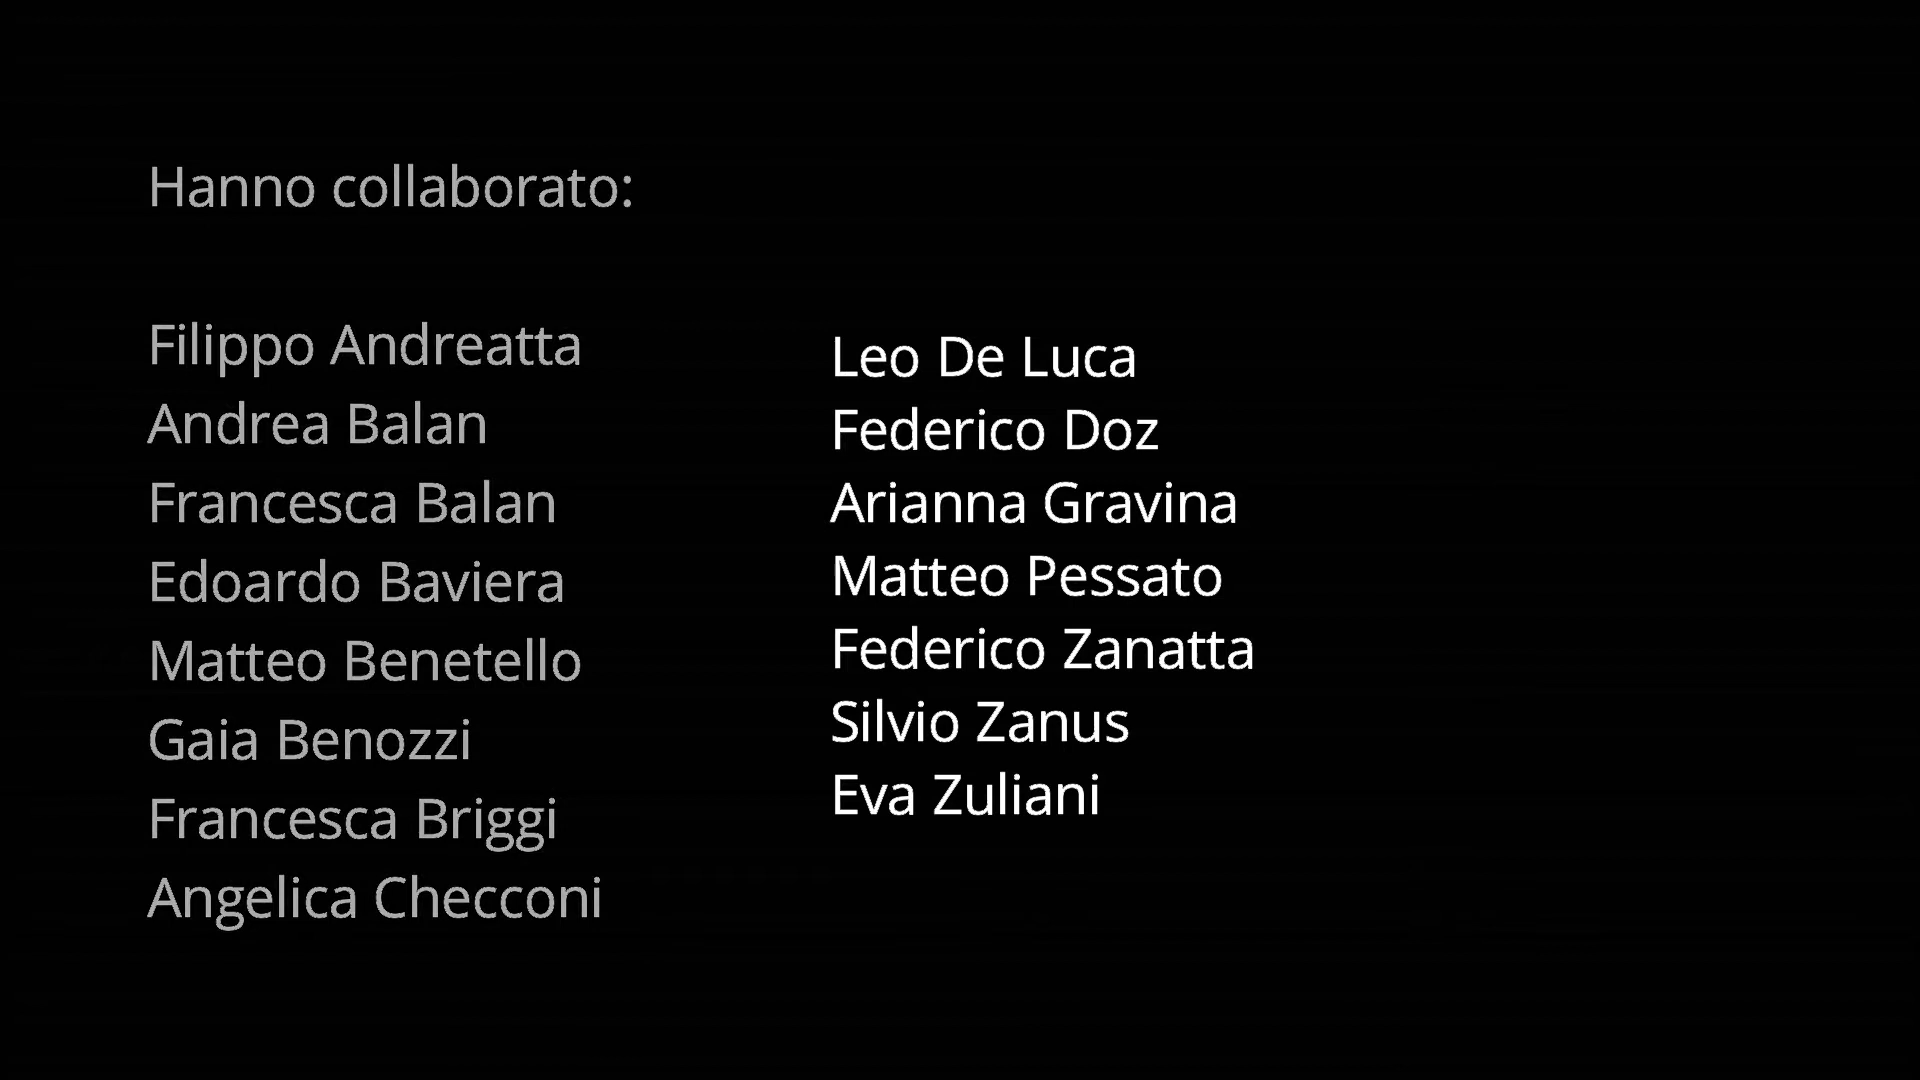 Hanno collaborato:
Filippo Andreatta
Andrea Balan
Francesca Balan
Edoardo Baviera
Matteo Benetello
Gaia Benozzi
Francesca Briggi
Angelica Checconi
Leo De Luca
Federico Doz
Arianna Gravina
Matteo Pessato
Federico Zanatta
Silvio Zanus
Eva Zuliani